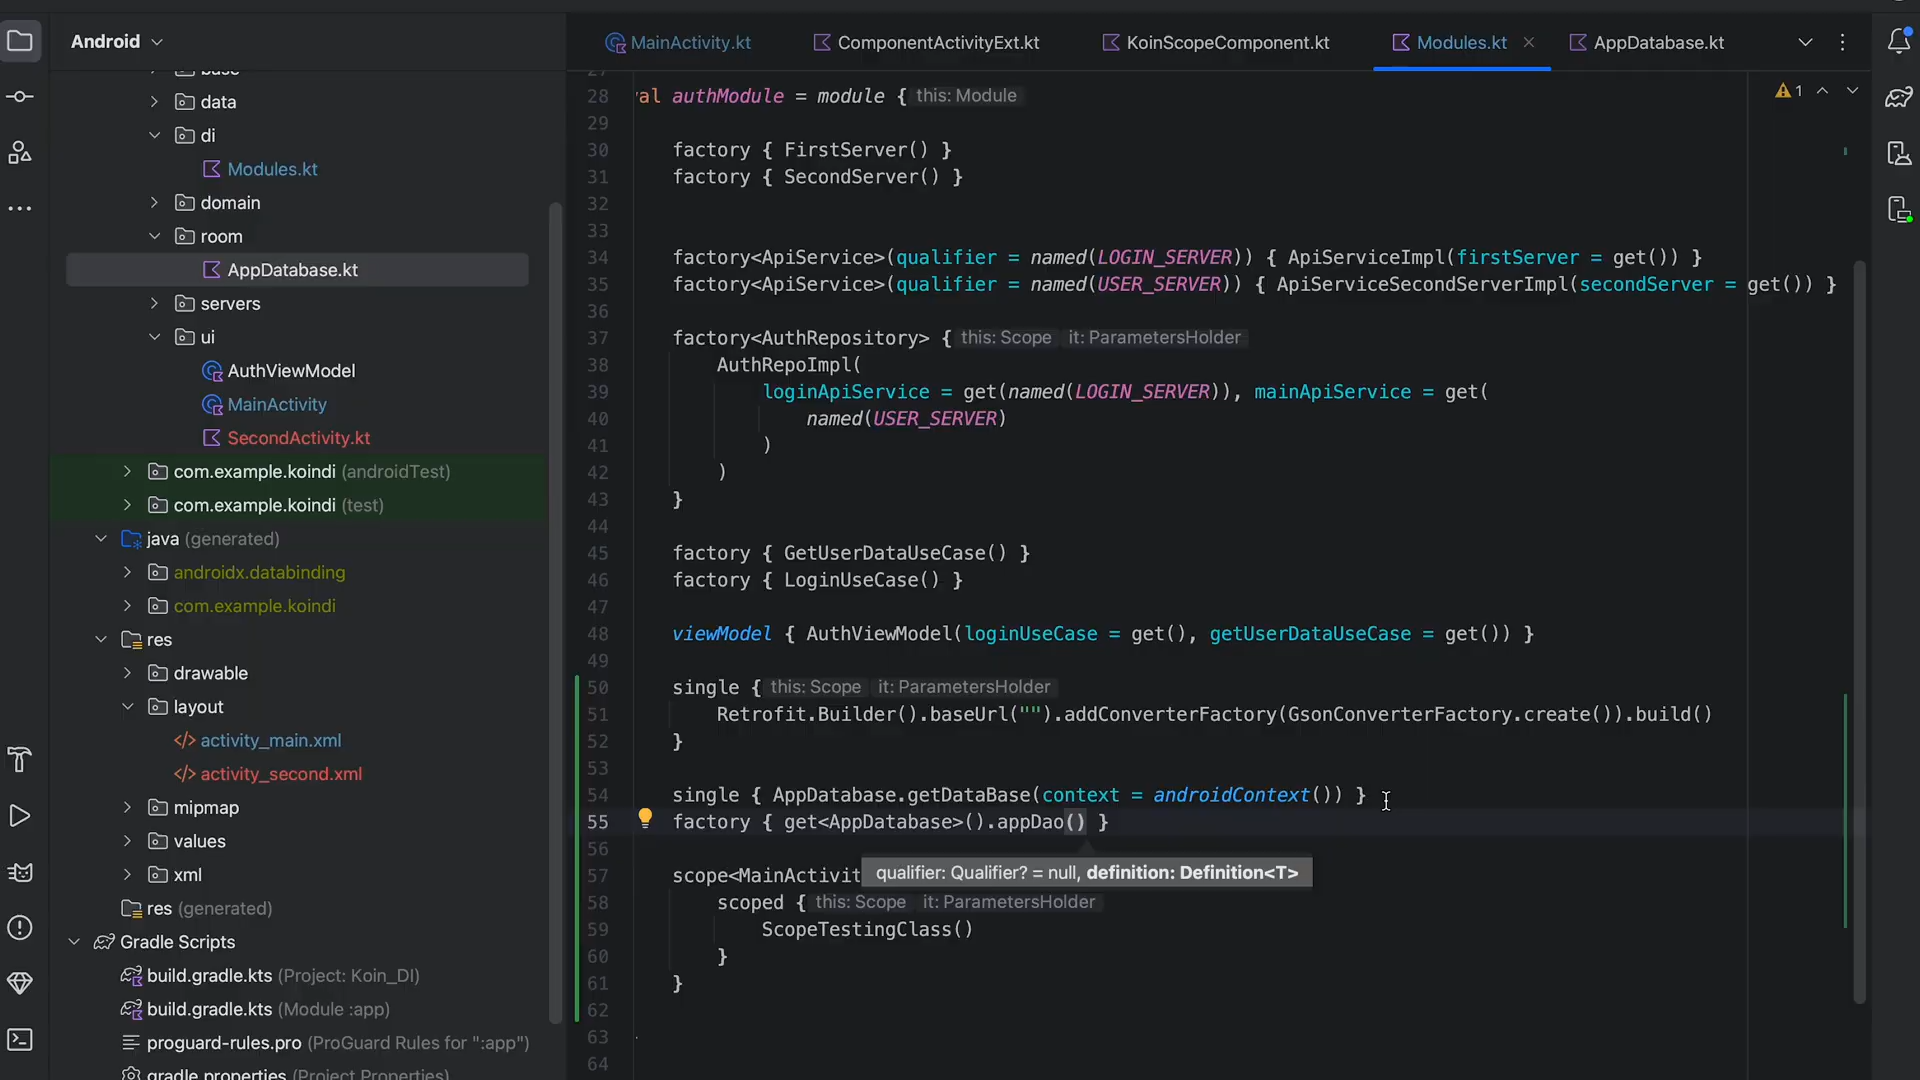 Android
MainActivity.kt
ComponentActivityExt.kt
KoinScopeComponent.kt
Modules.kt
AppDatabase.kt
base
data
di
Modules.kt
domain
room
AppDatabase.kt
servers
ui
AuthViewModel
MainActivity
SecondActivity.kt
com.example.koindi (androidTest)
com.example.koindi (test)
java (generated)
androidx.databinding
com.example.koindi
res
drawable
layout
activity_main.xml
activity_second.xml
mipmap
values
xml
res (generated)
Gradle Scripts
build.gradle.kts (Project: Koin_DI)
build.gradle.kts (Module :app)
proguard-rules.pro (ProGuard Rules for ":app")
gradle.properties (Project Properties)
1
27
28 val authModule = module { this: Module
29
30 factory { FirstServer() }
31 factory { SecondServer() }
32
33
34 factory<ApiService>(qualifier = named(LOGIN_SERVER)) { ApiServiceImpl(firstServer = get()) }
35 factory<ApiService>(qualifier = named(USER_SERVER)) { ApiServiceSecondServerImpl(secondServer = get()) }
36
37 factory<AuthRepository> { this: Scope it: ParametersHolder
38 AuthRepoImpl(
39 loginApiService = get(named(LOGIN_SERVER)), mainApiService = get(
40 named(USER_SERVER)
41 )
42 )
43 }
44
45 factory { GetUserDataUseCase() }
46 factory { LoginUseCase() }
47
48 viewModel { AuthViewModel(loginUseCase = get(), getUserDataUseCase = get()) }
49
50 single { this: Scope it: ParametersHolder
51 Retrofit.Builder().baseUrl("").addConverterFactory(GsonConverterFactory.create()).build()
52 }
53
54 single { AppDatabase.getDataBase(context = androidContext()) }
55 factory { get<AppDatabase>().appDao() }
56
qualifier: Qualifier? = null, definition: Definition<T>
57 scope<MainActivit
58 scoped { this: Scope it: ParametersHolder
59 ScopeTestingClass()
60 }
61 }
62
63
64